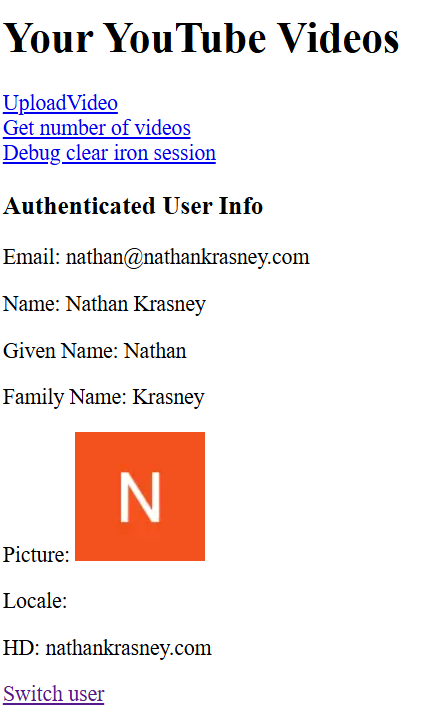 Your YouTube Videos
UploadVideo
Get number of videos
Debug clear iron session
Authenticated User Info
Email: nathan@nathankrasney.com
Name: Nathan Krasney
Given Name: Nathan
Family Name: Krasney
N
Picture:
Locale:
HD: nathankrasney.com
Switch user